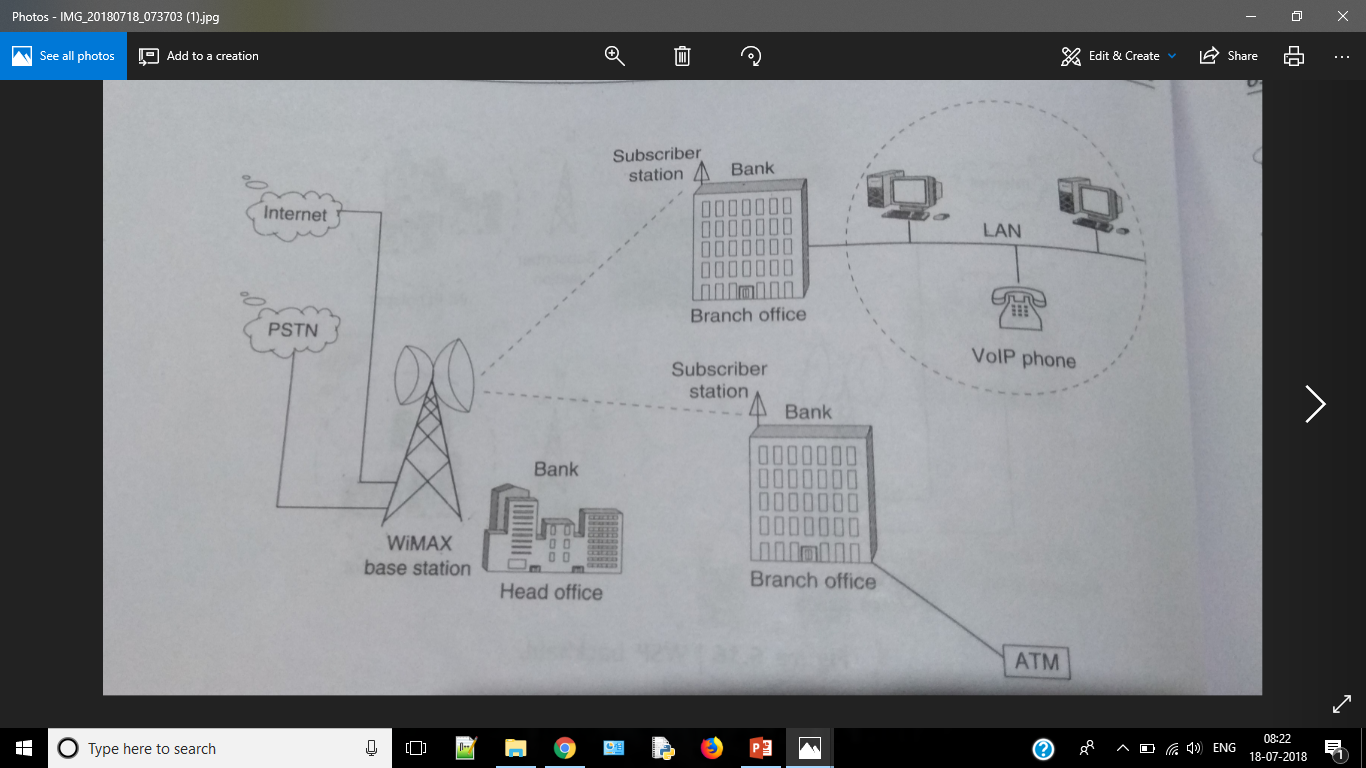 Photos - IMG_20180718_073703 (1).jpg
See all photos
Add to a creation
Edit & Create
Share
Subscriber
station
Bank
Internet
LAN
PSTN
Branch office
VoIP phone
Subscriber
station
Bank
Bank
WiMAX
base station
Head office
Branch office
ATM
Type here to search
ENG
08:22
18-07-2018
1